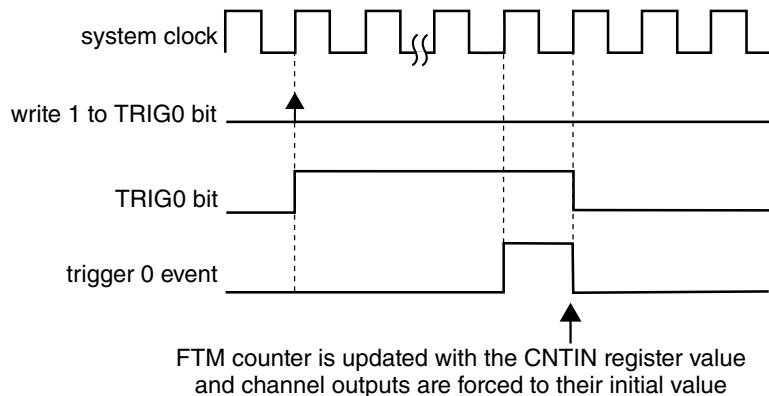 system clock
write 1 to TRIG0 bit
TRIG0 bit
trigger 0 event
FTM counter is updated with the CNTIN register value
and channel outputs are forced to their initial value